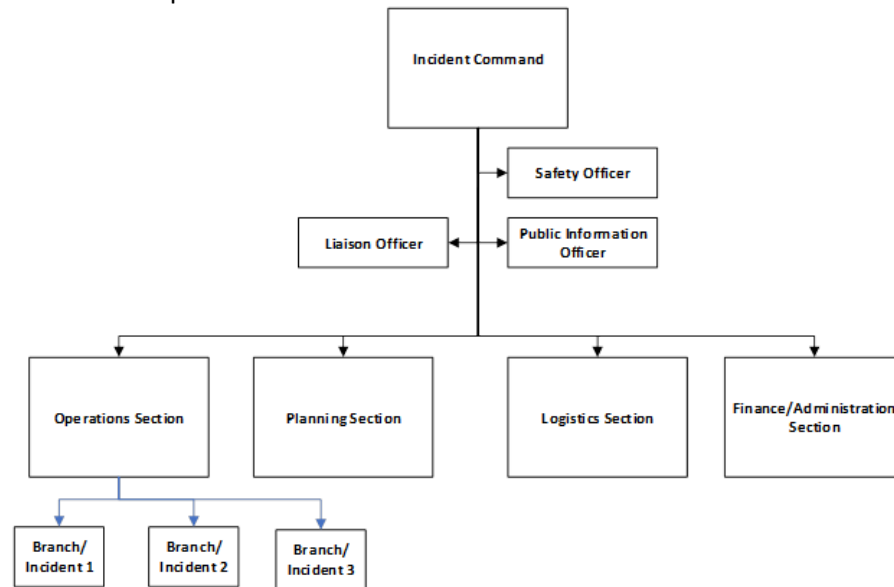 Incident Command
Safety Officer
Liaison Officer
Public Information
Officer
Operations Section
Planning Section
Logistics Section
Finance/Administration
Section
Branch/
Incident 1
Branch/
Incident 2
Branch/
Incident 3